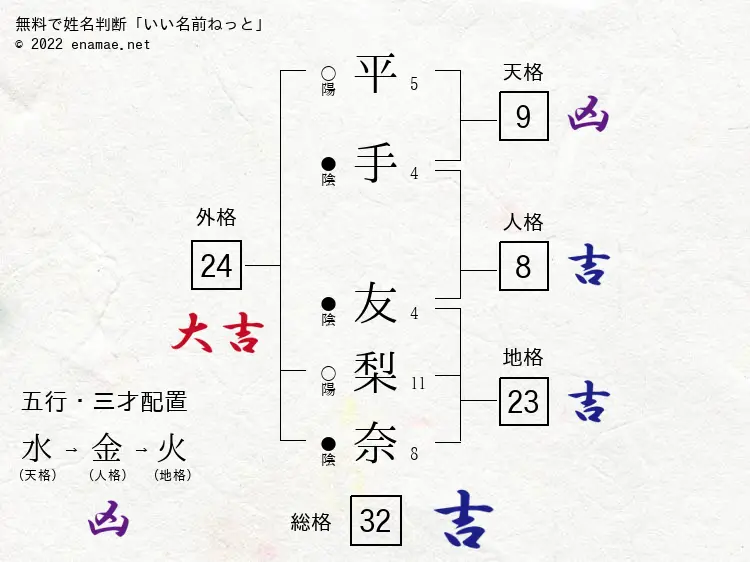 無料で姓名判断「いい名前ねっと」
© 2022 enamae.net
天格
9 凶
○陽 平 5
●陰 手 4
外格
24
大吉
人格
8 吉
●陰 友 4
○陽 梨 11
●陰 奈 8
地格
23 吉
五行・三才配置
水→金→火
(天格) (人格) (地格)
凶
総格 32 吉